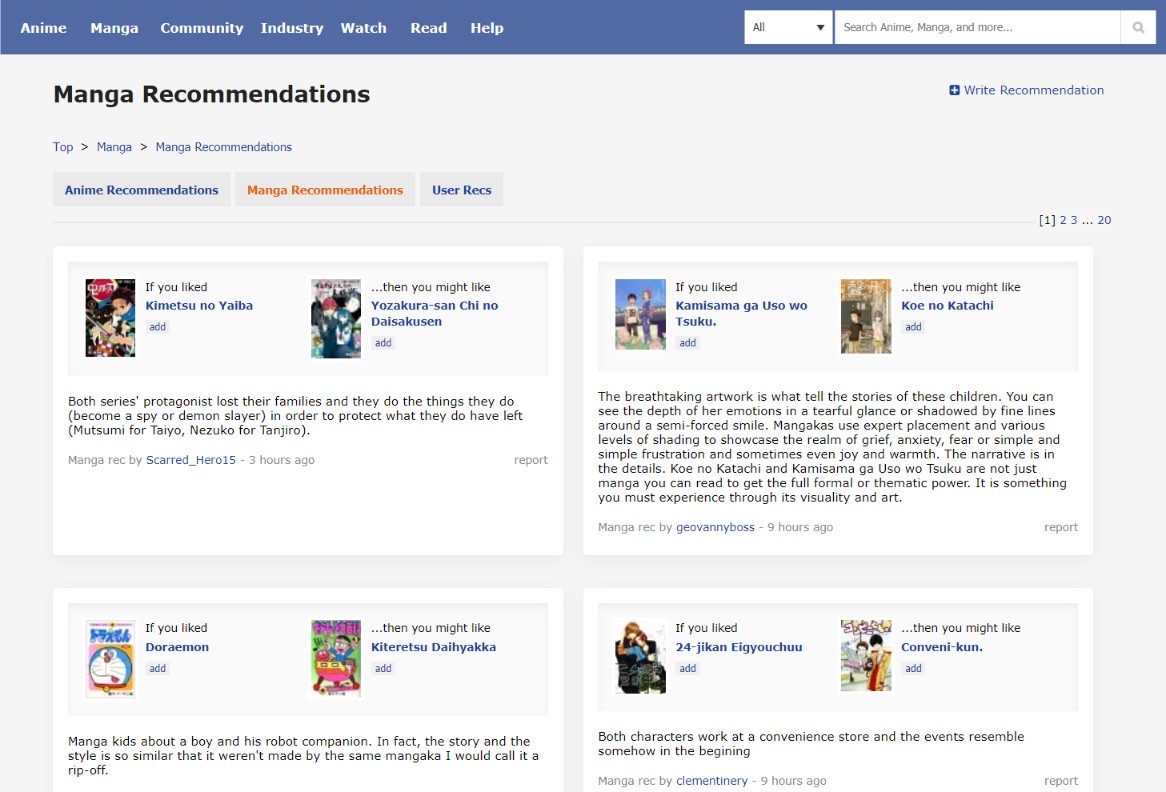 Anime Manga Community Industry Watch Read Help
All
Search Anime, Manga, and more...
Manga Recommendations
Write Recommendation
Top > Manga > Manga Recommendations
Anime Recommendations
Manga Recommendations
User Recs
[1] 2 3 ... 20
If you liked
Kimetsu no Yaiba
add
...then you might like
Yozakura-san Chi no
Daisakusen
add
Both series' protagonist lost their families and they do the things they do
(become a spy or demon slayer) in order to protect what they do have left
(Mutsumi for Taiyo, Nezuko for Tanjiro).
Manga rec by Scarred_Hero15 - 3 hours ago
report
If you liked
Kamisama ga Uso wo
Tsuku.
add
...then you might like
Koe no Katachi
add
The breathtaking artwork is what tell the stories of these children. You can
see the depth of her emotions in a tearful glance or shadowed by fine lines
around a semi-forced smile. Mangakas use expert placement and various
levels of shading to showcase the realm of grief, anxiety, fear or simple and
simple frustration and sometimes even joy and warmth. The narrative is in
the details. Koe no Katachi and Kamisama ga Uso wo Tsuku are not just
manga you can read to get the full formal or thematic power. It is something
you must experience through its visuality and art.
Manga rec by geovannyboss - 9 hours ago
report
If you liked
Doraemon
add
...then you might like
Kiteretsu Daihyakka
add
Manga kids about a boy and his robot companion. In fact, the story and the
style is so similar that it weren't made by the same mangaka I would call it a
rip-off.
If you liked
24-jikan Eigyouchuu
add
...then you might like
Conveni-kun.
add
Both characters work at a convenience store and the events resemble
somehow in the begining
Manga rec by clementinery - 9 hours ago
report